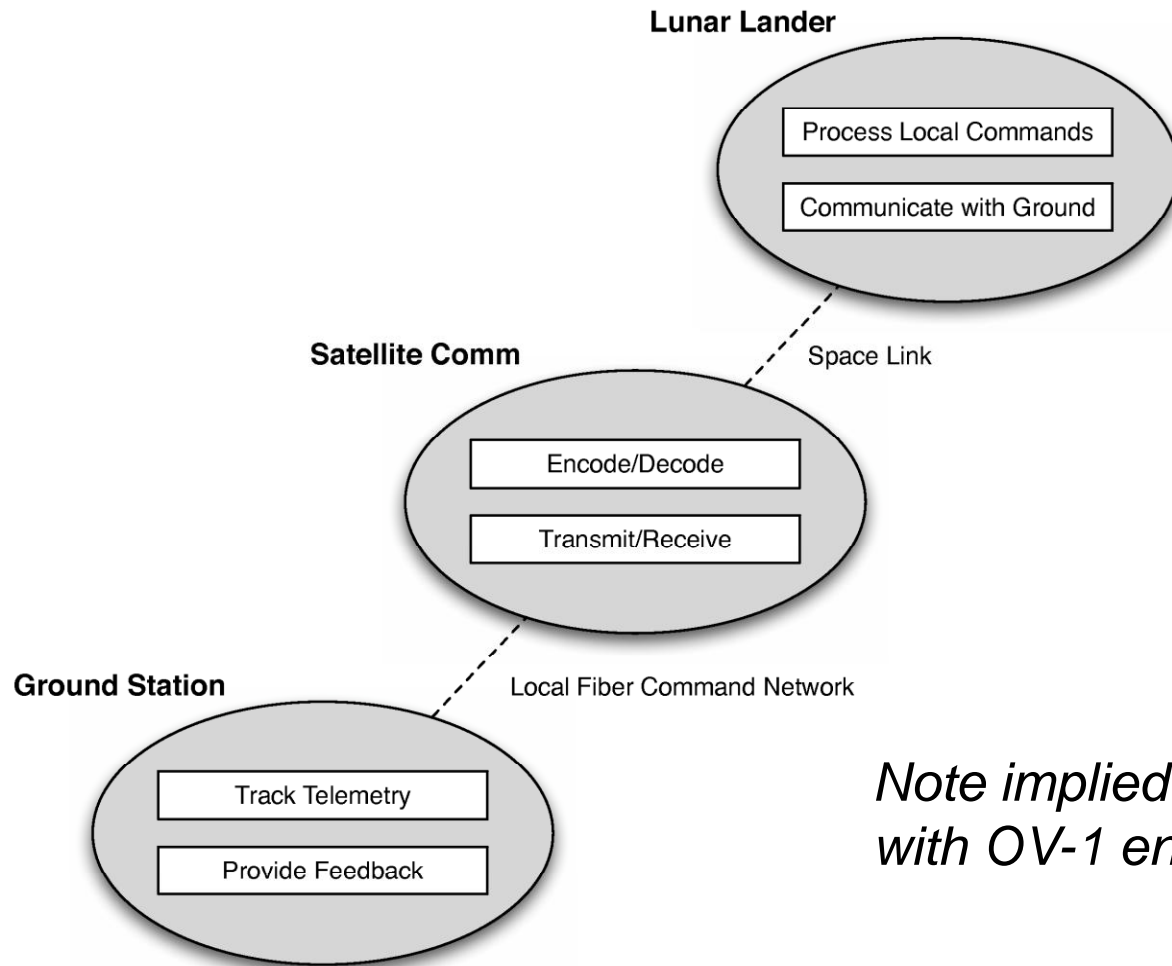 Lunar Lander
Process Local Commands
Communicate with Ground
Satellite Comm
Space Link
Encode/Decode
Transmit/Receive
Ground Station
Local Fiber Command Network
Track Telemetry
Provide Feedback
Note implied
with OV-1